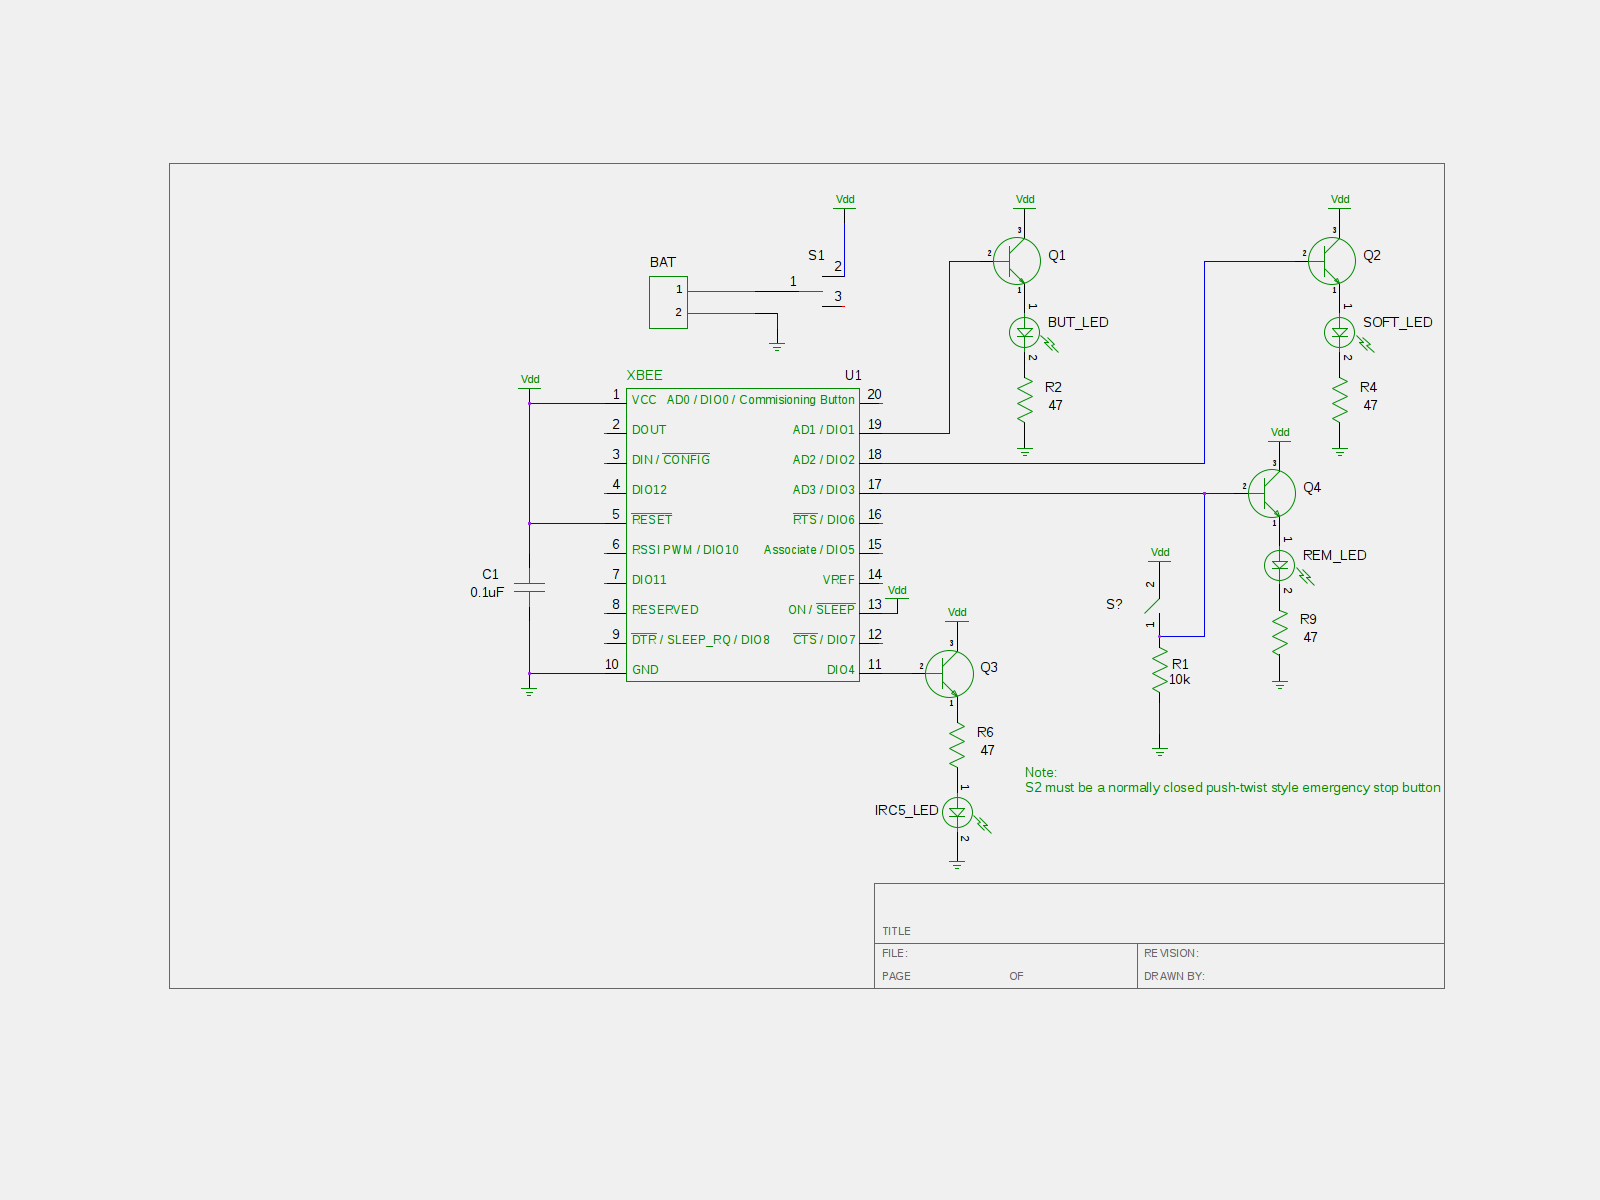 Vdd
Vdd
Vdd
BAT
1
2
S1
1
2
3
3
2
Q1
1
1
BUT_LED
2
R2
47
3
2
Q2
1
1
SOFT_LED
2
R4
47
Vdd
XBEE
U1
1
VCC
AD0 / DIO0 / Commisioning Button
20
2
DOUT
AD1 / DIO1
19
3
DIN / CONFIG
AD2 / DIO2
18
4
DIO12
AD3 / DIO3
17
5
RESET
RTS / DIO6
16
6
RSSI PWM / DIO10
Associate / DIO5
15
7
DIO11
VREF
14
8
RESERVED
ON / SLEEP
13
9
DTR / SLEEP_RQ / DIO8
CTS / DIO7
12
10
GND
DIO4
11
C1
0.1uF
Vdd
Vdd
3
2
Q3
1
R6
47
1
IRC5_LED
2
Vdd
3
2
Q4
1
1
REM_LED
2
R9
47
Vdd
2
S?
1
R1
10k
Note:
S2 must be a normally closed push-twist style emergency stop button
TITLE
FILE:
REVISION:
PAGE
OF
DRAWN BY: